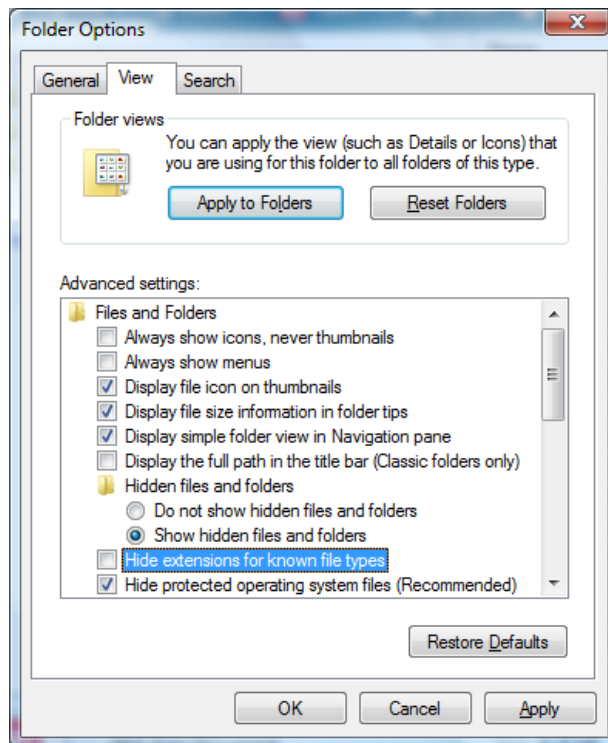 Folder Options
General View Search
Folder views
You can apply the view (such as Details or Icons) that
you are using for this folder to all folders of this type.
Apply to Folders Reset Folders
Advanced settings:
Files and Folders
Always show icons, never thumbnails
Always show menus
Display file icon on thumbnails
Display file size information in folder tips
Display simple folder view in Navigation pane
Display the full path in the title bar (Classic folders only)
Hidden files and folders
Do not show hidden files and folders
Show hidden files and folders
Hide extensions for known file types
Hide protected operating system files (Recommended)
Restore Defaults
OK Cancel Apply